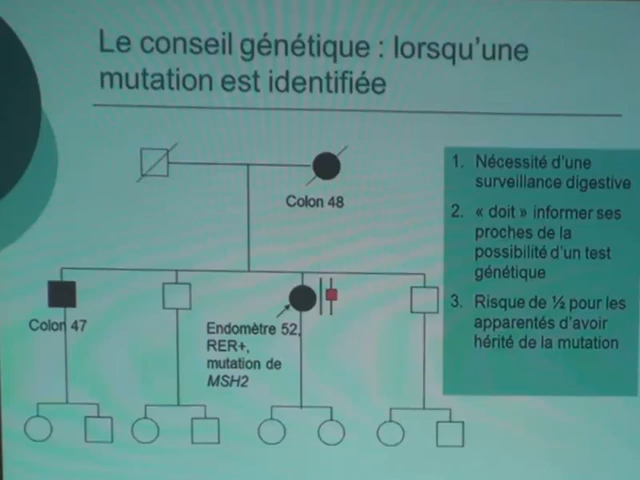 Le conseil génétique : lorsqu'une
mutation est identifiée
Colon 48
1. Nécessité d'une
surveillance digestive
2. « doit » informer ses
proches de la
possibilité d'un test
génétique
3. Risque de ½ pour les
apparentés d'avoir
hérité de la mutation
Colon 47
Endomètre 52,
RER+,
mutation de
MSH2